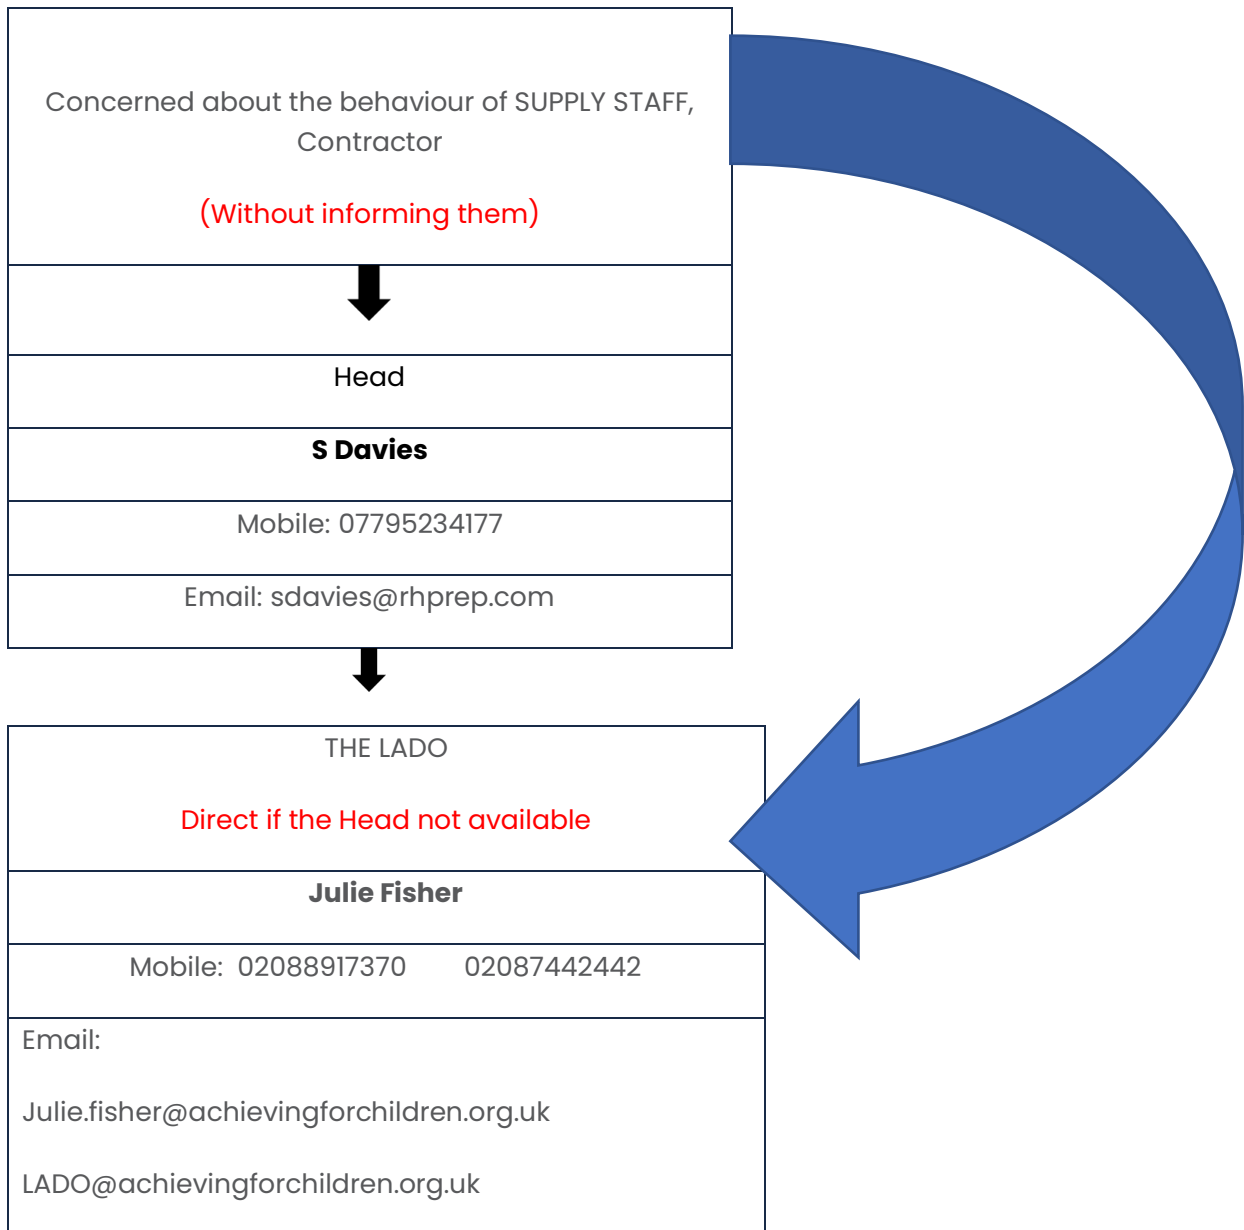 Concerned about the behaviour of SUPPLY STAFF,
Contractor
(Without informing them)
Head
S Davies
Mobile: 07795234177
Email: sdavies@rhprep.com
THE LADO
Direct if the Head not available
Julie Fisher
Mobile: 02088917370 02087442442
Email:
Julie.fisher@achievingforchildren.org.uk
LADO@achievingforchildren.org.uk